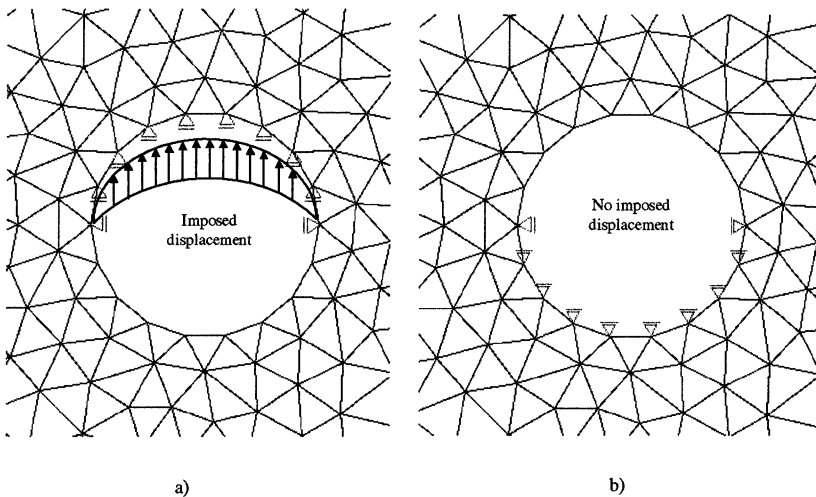 Imposed
displacement
No imposed
displacement
a)
b)